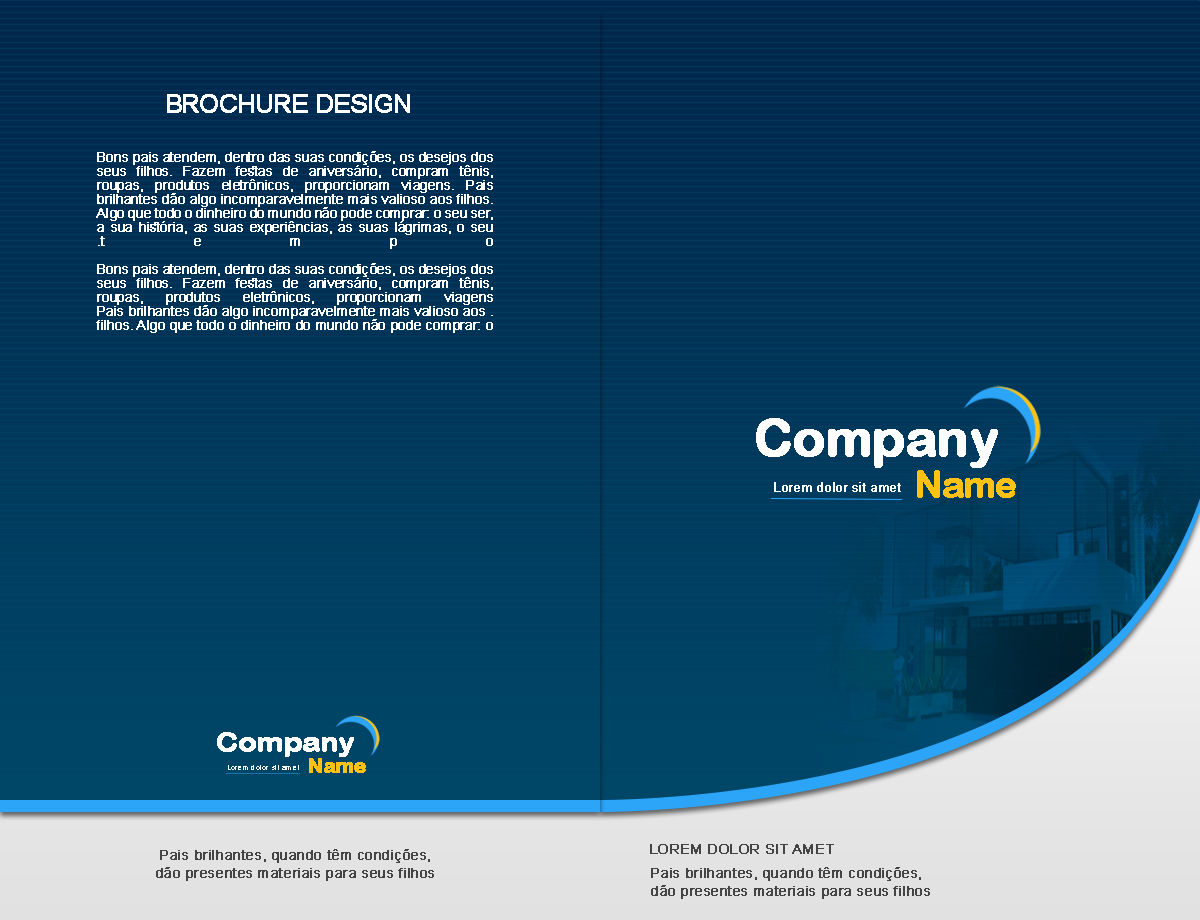 BROCHURE DESIGN
Bons pais atendem, dentro das suas condições, os desejos dos
seus filhos. Fazem festas de aniversário, compram tênis,
roupas, produtos eletrônicos, proporcionam viagens. Pais
brilhantes dão algo incomparavelmente mais valioso aos filhos.
Algo que todo o dinheiro do mundo não pode comprar: o seu ser,
a sua história, as suas experiências, as suas lágrimas, o seu
.t e m p o
Bons pais atendem, dentro das suas condições, os desejos dos
seus filhos. Fazem festas de aniversário, compram tênis,
roupas, produtos eletrônicos, proporcionam viagens
Pais brilhantes dão algo incomparavelmente mais valioso aos .
filhos. Algo que todo o dinheiro do mundo não pode comprar: o
Company
Name
Lorem dolor sit amet
Pais brilhantes, quando têm condições,
dão presentes materiais para seus filhos
Company
Lorem dolor sit amet Name
LOREM DOLOR SIT AMET
Pais brilhantes, quando têm condições,
dão presentes materiais para seus filhos